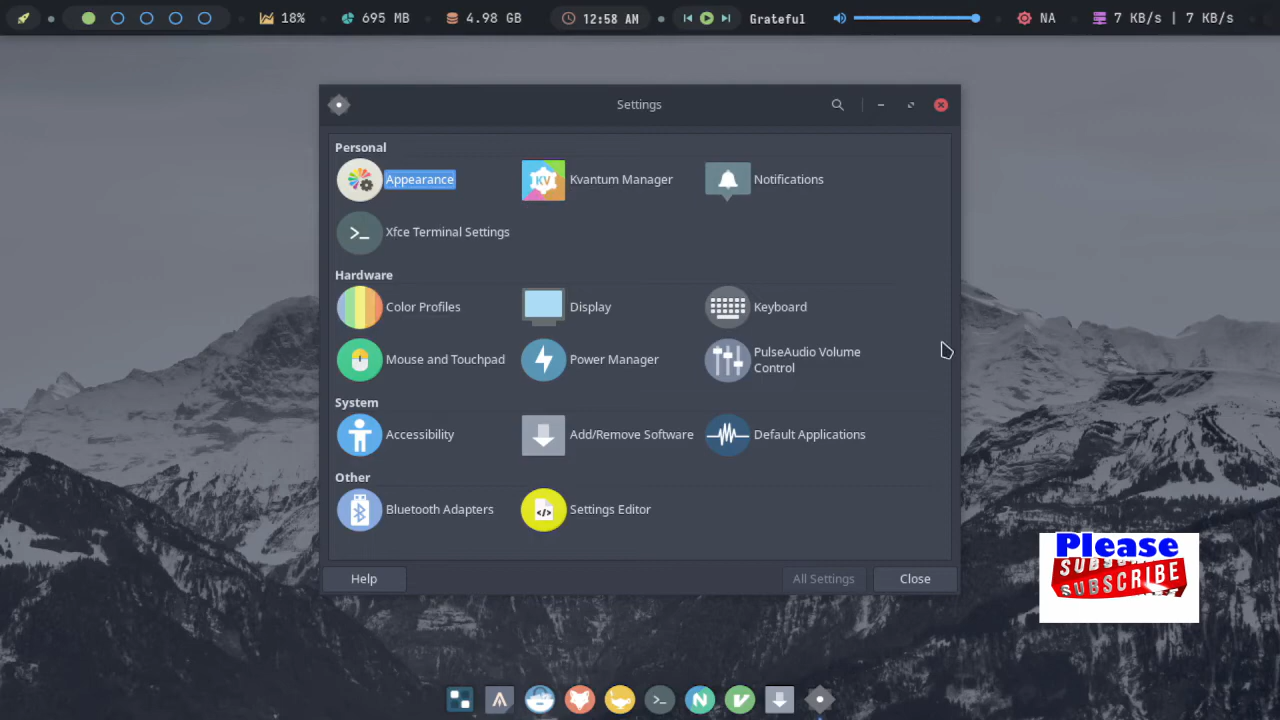 18% 695 MB 4.98 GB 12:58 AM Grateful NA 7 KB/s | 7 KB/s
Settings
Personal
Appearance
KV
Kvantum Manager
Notifications
>_
Xfce Terminal Settings
Hardware
Color Profiles
Display
Keyboard
Mouse and Touchpad
Power Manager
PulseAudio Volume
Control
System
Accessibility
Add/Remove Software
Default Applications
Other
Bluetooth Adapters
</>
Settings Editor
Help
All Settings
Close
Please
SUBSCRIBE
SUBSCRIBE
>_
N